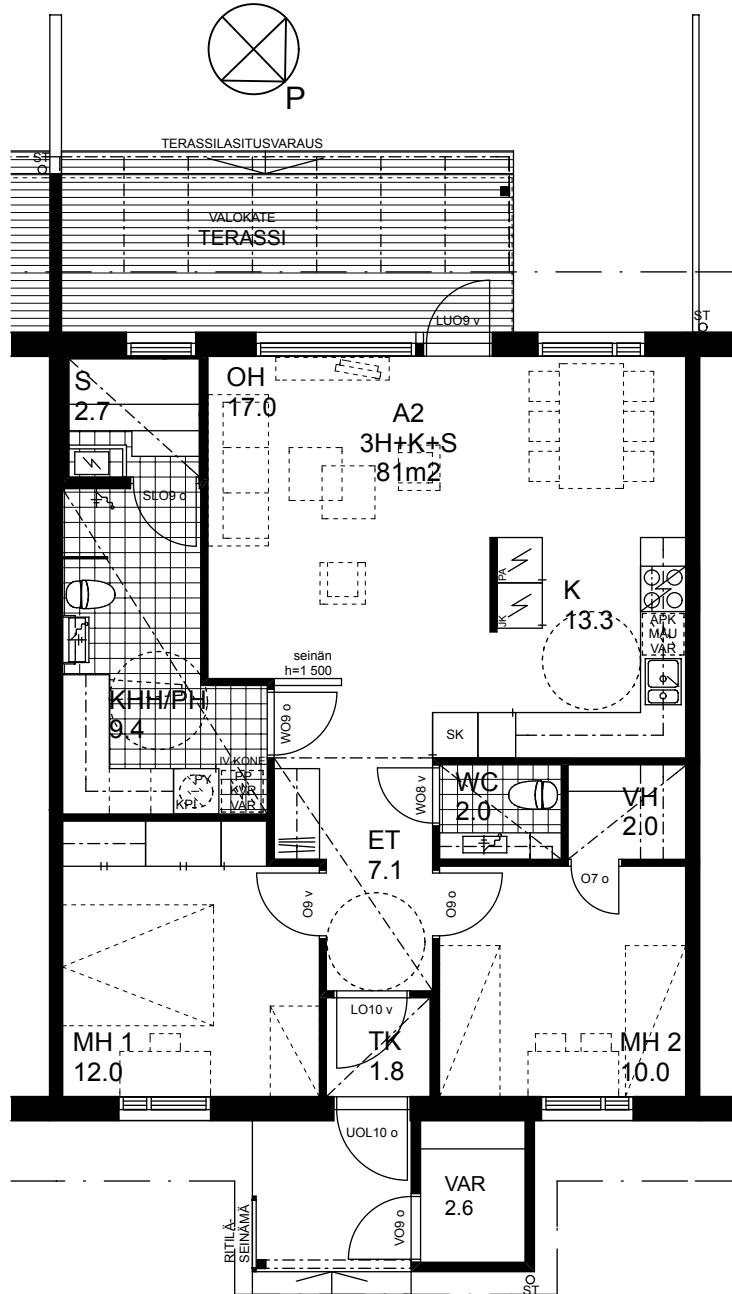 P
TERASSILASITUSVARAUS
ST
VALOKATE
TERASSI
LUO9 v
ST
S
2.7
OH
17.0
A2
3H+K+S
81m2
SLO9 o
PA
JK
K
13.3
APK
MAU
VAR
seinän
h=1 500
KHH/PH
9.4
WO9 o
SK
IV-KONE
PY
PP
KVR
VAR
KPL
WO8 v
WC
2.0
VH
2.0
ET
7.1
O7 o
O9 v
O9 o
LO10 v
MH 1
12.0
TK
1.8
MH 2
10.0
UOL10 o
VAR
2.6
VO9 o
RITILÄ-
SEINÄMÄ
ST